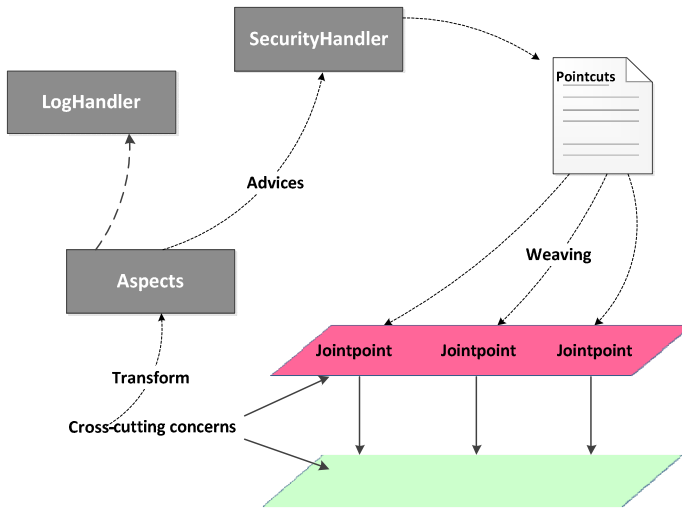 SecurityHandler
Pointcuts
LogHandler
Advices
Weaving
Aspects
Jointpoint Jointpoint Jointpoint
Transform
Cross-cutting concerns